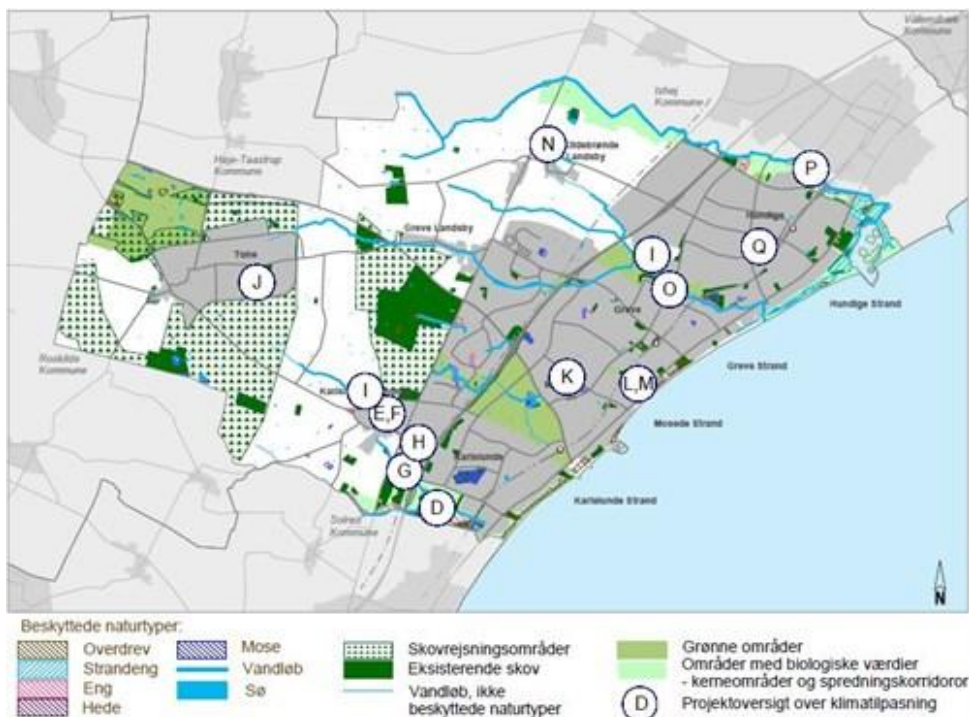 Vallensbæk
Kommune
Ishøj
Kommune
N
Kildebrønde
Landsby
P
Høje-Taastrup
Kommune
Greve Landsby
Hundige
Tune
I
Q
J
O
Hundige Strand
Greve
Roskilde
Kommune
Greve Strand
K
L,M
I
E,F
Mosede Strand
H
Karlslunde
G
D
Karlslunde Strand
Solrød
Kommune
N
Beskyttede naturtyper:
Overdrev
Strandeng
Eng
Hede
Mose
Vandløb
Sø
Skovrejsningsområder
Eksisterende skov
Vandløb, ikke
beskyttede naturtyper
Grønne områder
Områder med biologiske værdier
- kerneområder og spredningskorridoror
D Projektoversigt over klimatilpasning